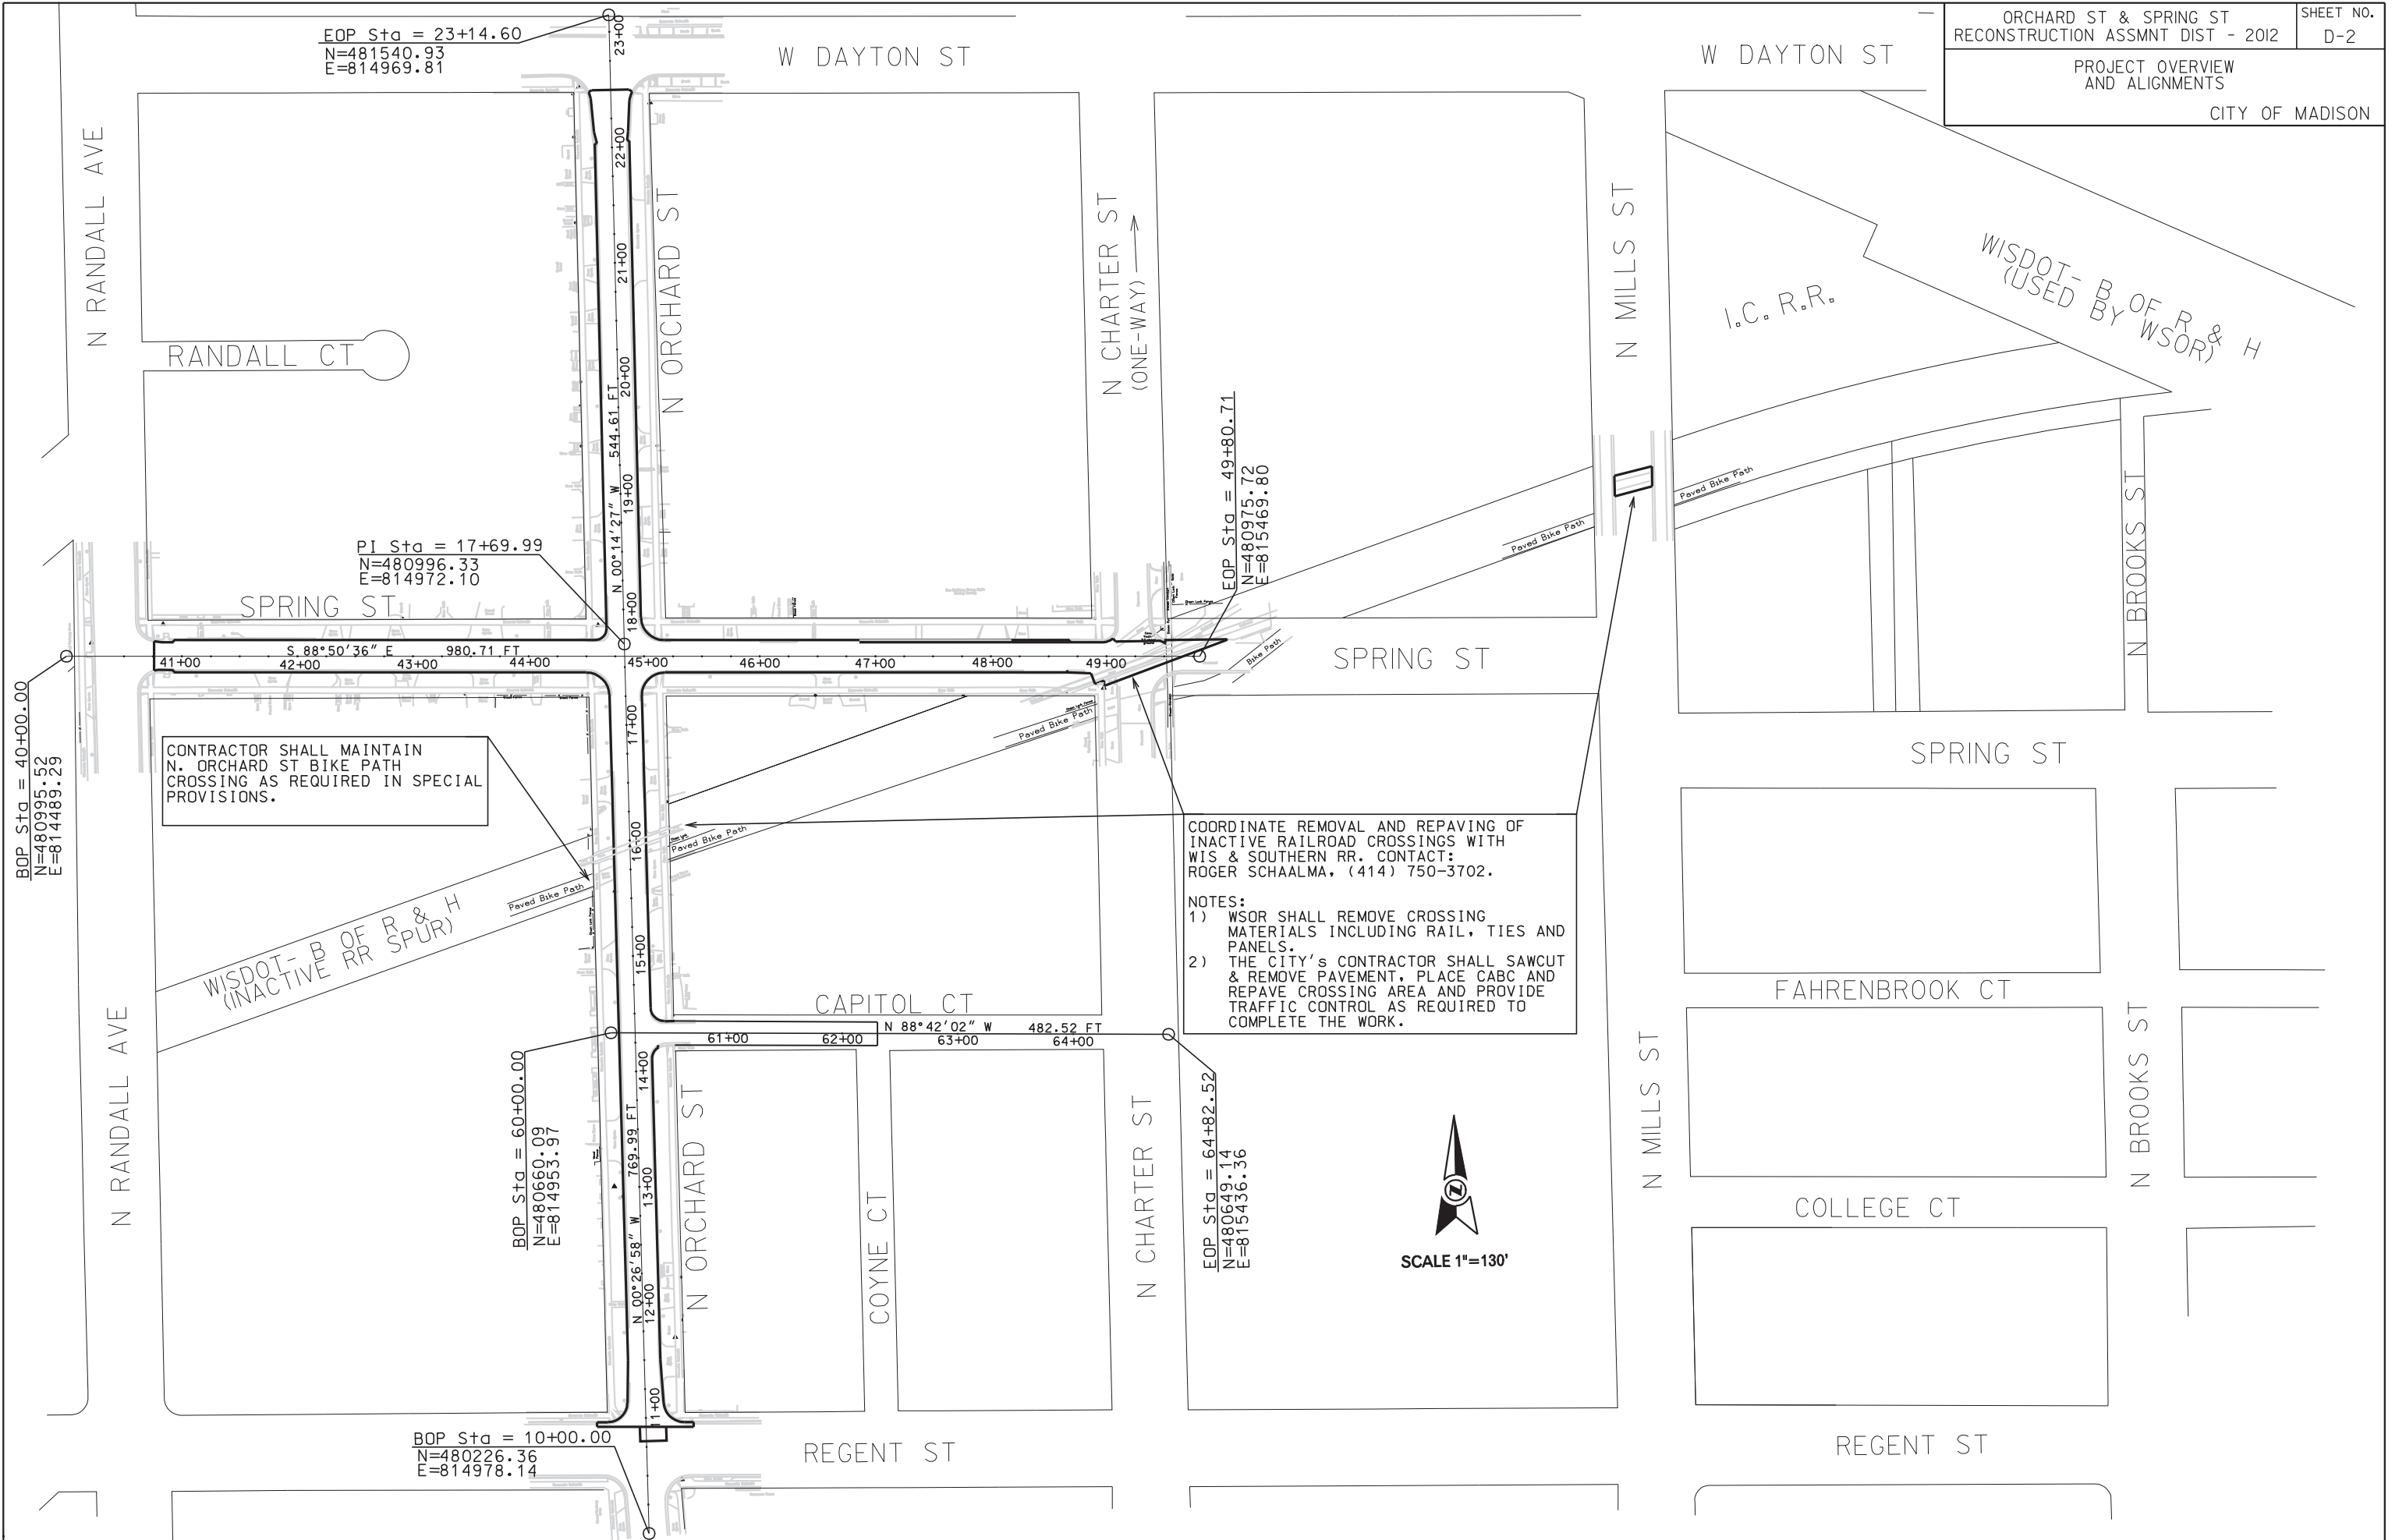 ORCHARD ST & SPRING ST
RECONSTRUCTION ASSMNT DIST - 2012
SHEET NO.
D-2
PROJECT OVERVIEW
AND ALIGNMENTS
CITY OF MADISON
EOP Sta = 23+14.60
N=481540.93
E=814969.81
23+00
W DAYTON ST
W DAYTON ST
N RANDALL AVE
22+00
N ORCHARD ST
21+00
N CHARTER ST
(ONE-WAY)
N MILLS ST
I.C. R.R.
WISDOT- B OF R & H
(USED BY WSOR)
RANDALL CT
20+00
544.61 FT
N 00°14'27" W
19+00
18+00
EOP Sta = 49+80.71
N=480975.72
E=815469.80
Paved Bike Path
Paved Bike Path
N BROOKS ST
PI Sta = 17+69.99
N=480996.33
E=814972.10
SPRING ST
S 88°50'36" E 980.71 FT
41+00
42+00
43+00
44+00
45+00
46+00
47+00
48+00
49+00
Bike Path
SPRING ST
BOP Sta = 40+00.00
N=480995.52
E=814489.29
17+00
Paved Bike Path
SPRING ST
CONTRACTOR SHALL MAINTAIN
N. ORCHARD ST BIKE PATH
CROSSING AS REQUIRED IN SPECIAL
PROVISIONS.
16+00
Paved Bike Path
Paved Bike Path
WISDOT- B OF R & H
(INACTIVE RR SPUR)
COORDINATE REMOVAL AND REPAVING OF
INACTIVE RAILROAD CROSSINGS WITH
WIS & SOUTHERN RR. CONTACT:
ROGER SCHAALMA, (414) 750-3702.
NOTES:
1) WSOR SHALL REMOVE CROSSING
MATERIALS INCLUDING RAIL, TIES AND
PANELS.
2) THE CITY's CONTRACTOR SHALL SAWCUT
& REMOVE PAVEMENT, PLACE CABC AND
REPAVE CROSSING AREA AND PROVIDE
TRAFFIC CONTROL AS REQUIRED TO
COMPLETE THE WORK.
15+00
CAPITOL CT
N 88°42'02" W 482.52 FT
61+00
62+00
63+00
64+00
FAHRENBROOK CT
N RANDALL AVE
BOP Sta = 60+00.00
N=480660.09
E=814953.97
14+00
769.99 FT
13+00
N 00°26'58" W
12+00
11+00
N ORCHARD ST
COYNE CT
N CHARTER ST
EOP Sta = 64+82.52
N=480649.14
E=815436.36
SCALE 1"=130'
N MILLS ST
N BROOKS ST
COLLEGE CT
BOP Sta = 10+00.00
N=480226.36
E=814978.14
REGENT ST
REGENT ST